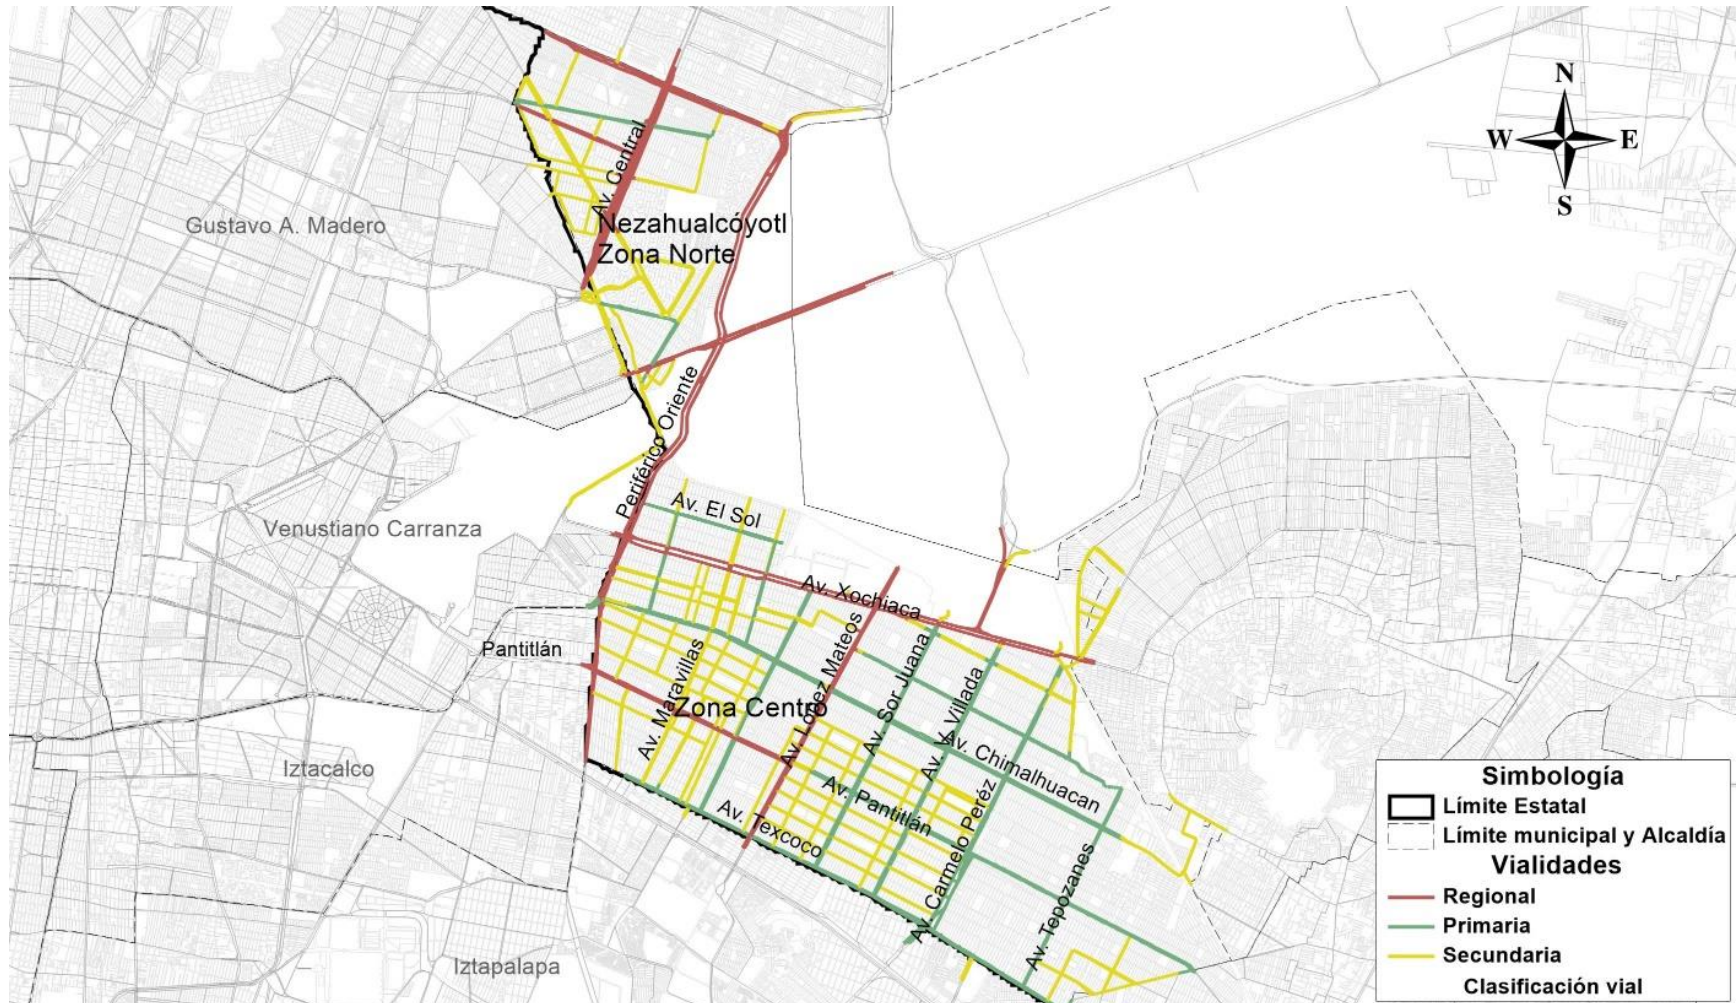 N
W
E
S
Av. Central
Gustavo A. Madero
Nezahualcóyotl
Zona Norte
Periférico Oriente
Av. El Sol
Venustiano Carranza
Av. Xochiaca
Pantitlán
Av. Maravillas
Zona Centro
Av. Lopez Mateos
Av. Sor Juana
Av. V. Villada
Av. Chimalhuacan
Iztacalco
Av. Pantitlán
Av. Texcoco
Av. Carmelo Peréz
Av. Tepozanes
Iztapalapa
Simbología
Límite Estatal
Límite municipal y Alcaldía
Vialidades
Regional
Primaria
Secundaria
Clasificación vial